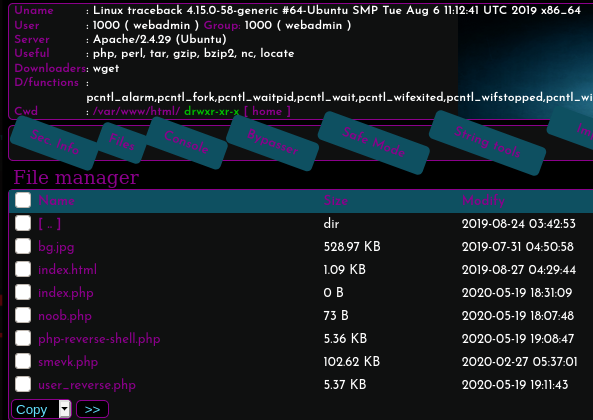 Uname : Linux traceback 4.15.0-58-generic #64-Ubuntu SMP Tue Aug 6 11:12:41 UTC 2019 x86_64
User : 1000 ( webadmin ) Group: 1000 ( webadmin )
Server : Apache/2.4.29 (Ubuntu)
Useful : php, perl, tar, gzip, bzip2, nc, locate
Downloaders: wget
D/functions :
pcntl_alarm,pcntl_fork,pcntl_waitpid,pcntl_wait,pcntl_wifexited,pcntl_wifstopped,pcntl_wi
Cwd : /var/www/html/ drwxr-xr-x [ home ]
Sec. Info Files Console Bypasser Safe Mode String tools
File manager
Name Size Modify
[ .. ] dir 2019-08-24 03:42:53
bg.jpg 528.97 KB 2019-07-31 04:50:58
index.html 1.09 KB 2019-08-27 04:29:44
index.php 0 B 2020-05-19 18:31:09
noob.php 73 B 2020-05-19 18:07:48
php-reverse-shell.php 5.36 KB 2020-05-19 19:08:47
smevk.php 102.62 KB 2020-02-27 05:37:01
user_reverse.php 5.37 KB 2020-05-19 19:11:43
Copy >>